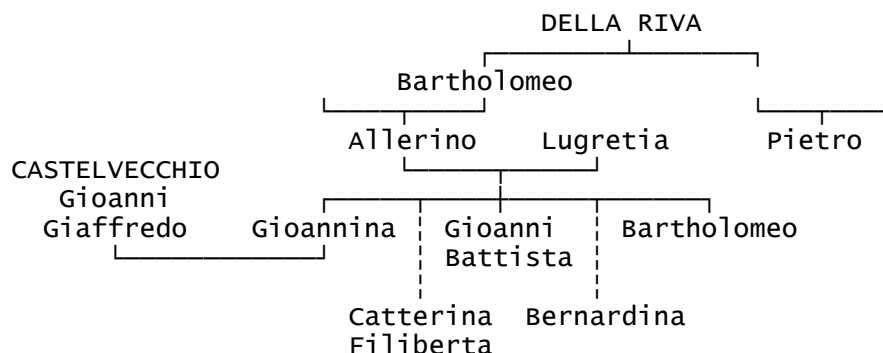 DELLA RIVA
Bartholomeo
Allerino Lugretia Pietro
CASTELVECCHIO
Gioanni
Giaffredo Gioannina Gioanni Bartholomeo
Battista
Catterina Bernardina
Filiberta